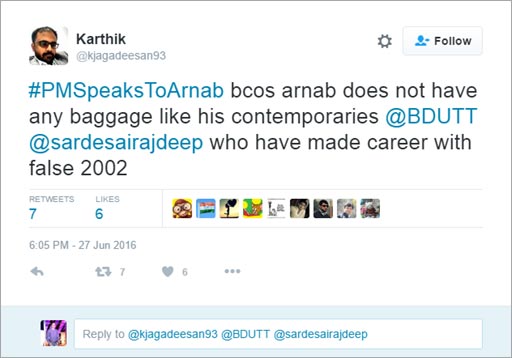 Karthik
@kjagadeesan93
Follow
#PMSpeaksToArnab bcos arnab does not have
any baggage like his contemporaries @BDUTT
@sardesairajdeep who have made career with
false 2002
RETWEETS LIKES
7 6
6:05 PM - 27 Jun 2016
7 6
Reply to @kjagadeesan93 @BDUTT @sardesairajdeep